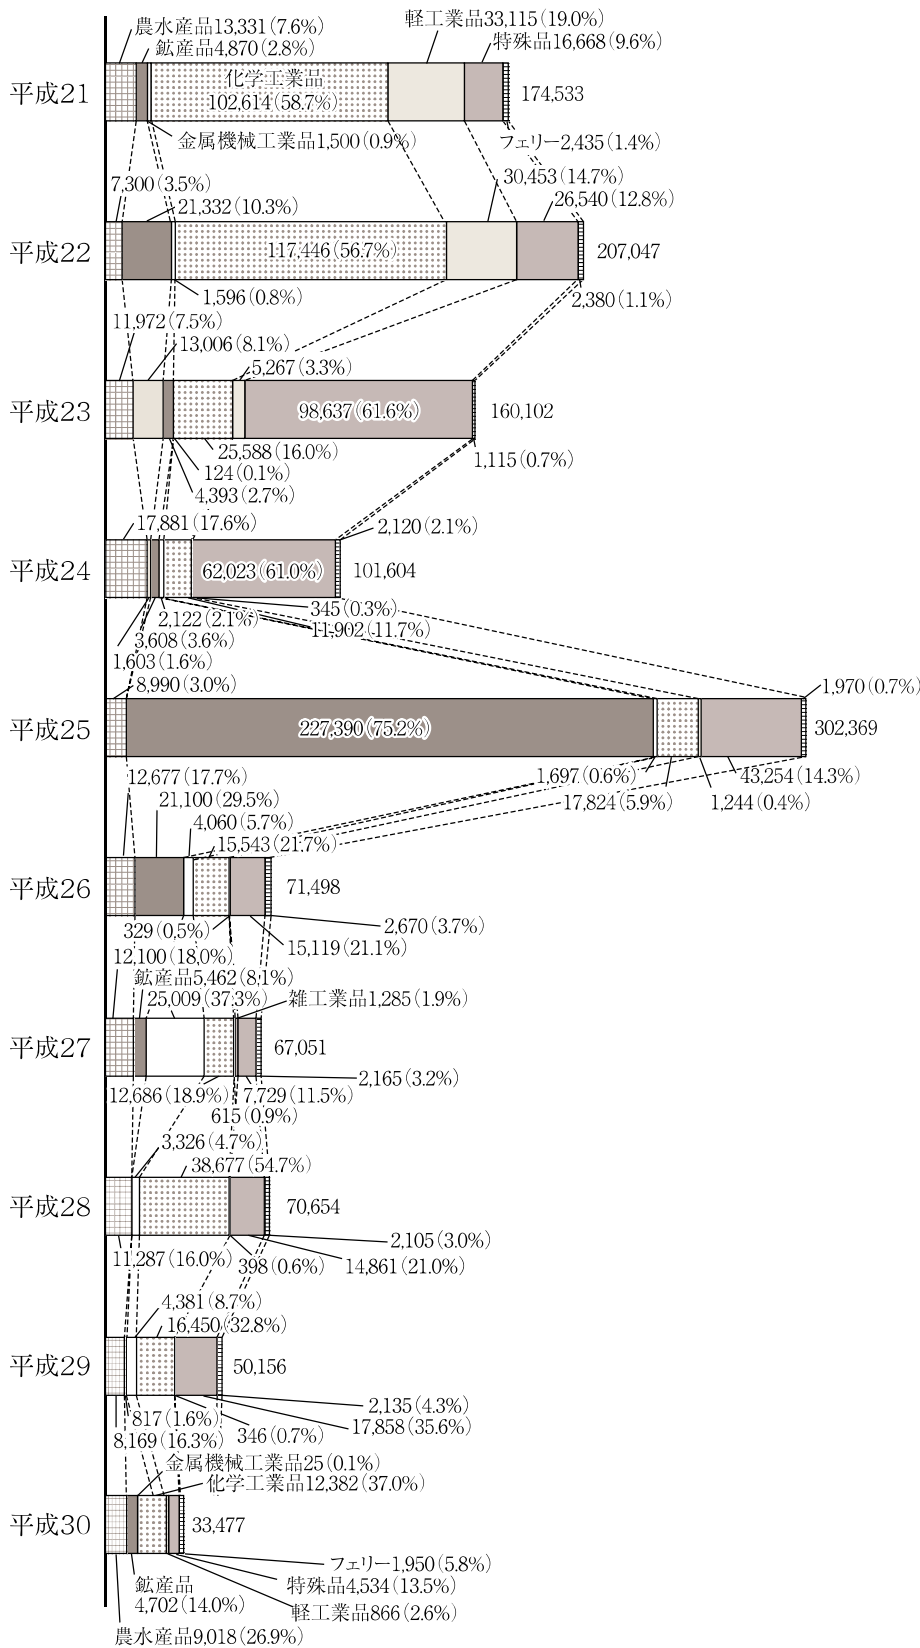 農水産品13,331(7.6%)
軽工業品33,115(19.0%)
鉱産品4,870(2.8%)
特殊品16,668(9.6%)
平成21
化学工業品
102,614(58.7%)
174,533
金属機械工業品1,500(0.9%)
フェリー2,435(1.4%)
7,300(3.5%)
30,453(14.7%)
21,332(10.3%)
26,540(12.8%)
平成22
117,446(56.7%)
207,047
1,596(0.8%)
2,380(1.1%)
11,972(7.5%)
13,006(8.1%)
5,267(3.3%)
平成23
98,637(61.6%)
160,102
25,588(16.0%)
1,115(0.7%)
124(0.1%)
4,393(2.7%)
17,881(17.6%)
2,120(2.1%)
平成24
62,023(61.0%)
101,604
345(0.3%)
2,122(2.1%)
11,902(11.7%)
3,608(3.6%)
1,603(1.6%)
8,990(3.0%)
1,970(0.7%)
平成25
227,390(75.2%)
302,369
12,677(17.7%)
1,697(0.6%)
43,254(14.3%)
21,100(29.5%)
17,824(5.9%)
1,244(0.4%)
4,060(5.7%)
15,543(21.7%)
平成26
71,498
329(0.5%)
2,670(3.7%)
15,119(21.1%)
12,100(18.0%)
鉱産品5,462(8.1%)
25,009(37.3%)
雑工業品1,285(1.9%)
平成27
67,051
2,165(3.2%)
12,686(18.9%)
7,729(11.5%)
615(0.9%)
3,326(4.7%)
38,677(54.7%)
平成28
70,654
2,105(3.0%)
11,287(16.0%)
398(0.6%)
14,861(21.0%)
4,381(8.7%)
16,450(32.8%)
平成29
50,156
2,135(4.3%)
817(1.6%)
17,858(35.6%)
8,169(16.3%)
346(0.7%)
金属機械工業品25(0.1%)
化学工業品12,382(37.0%)
平成30
33,477
フェリー1,950(5.8%)
鉱産品
特殊品4,534(13.5%)
4,702(14.0%)
軽工業品866(2.6%)
農水産品9,018(26.9%)